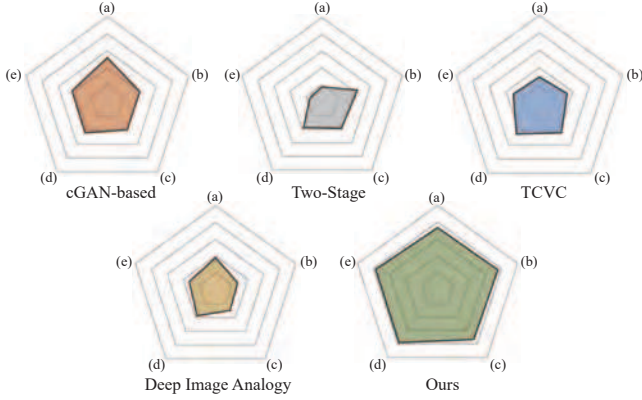 (a) (a) (a)
(e) (b) (e) (b) (e) (b)
(d) (c) (d) (c) (d) (c)
cGAN-based Two-Stage TCVC
(a) (a)
(e) (b) (e) (b)
(d) (c) (d) (c)
Deep Image Analogy Ours